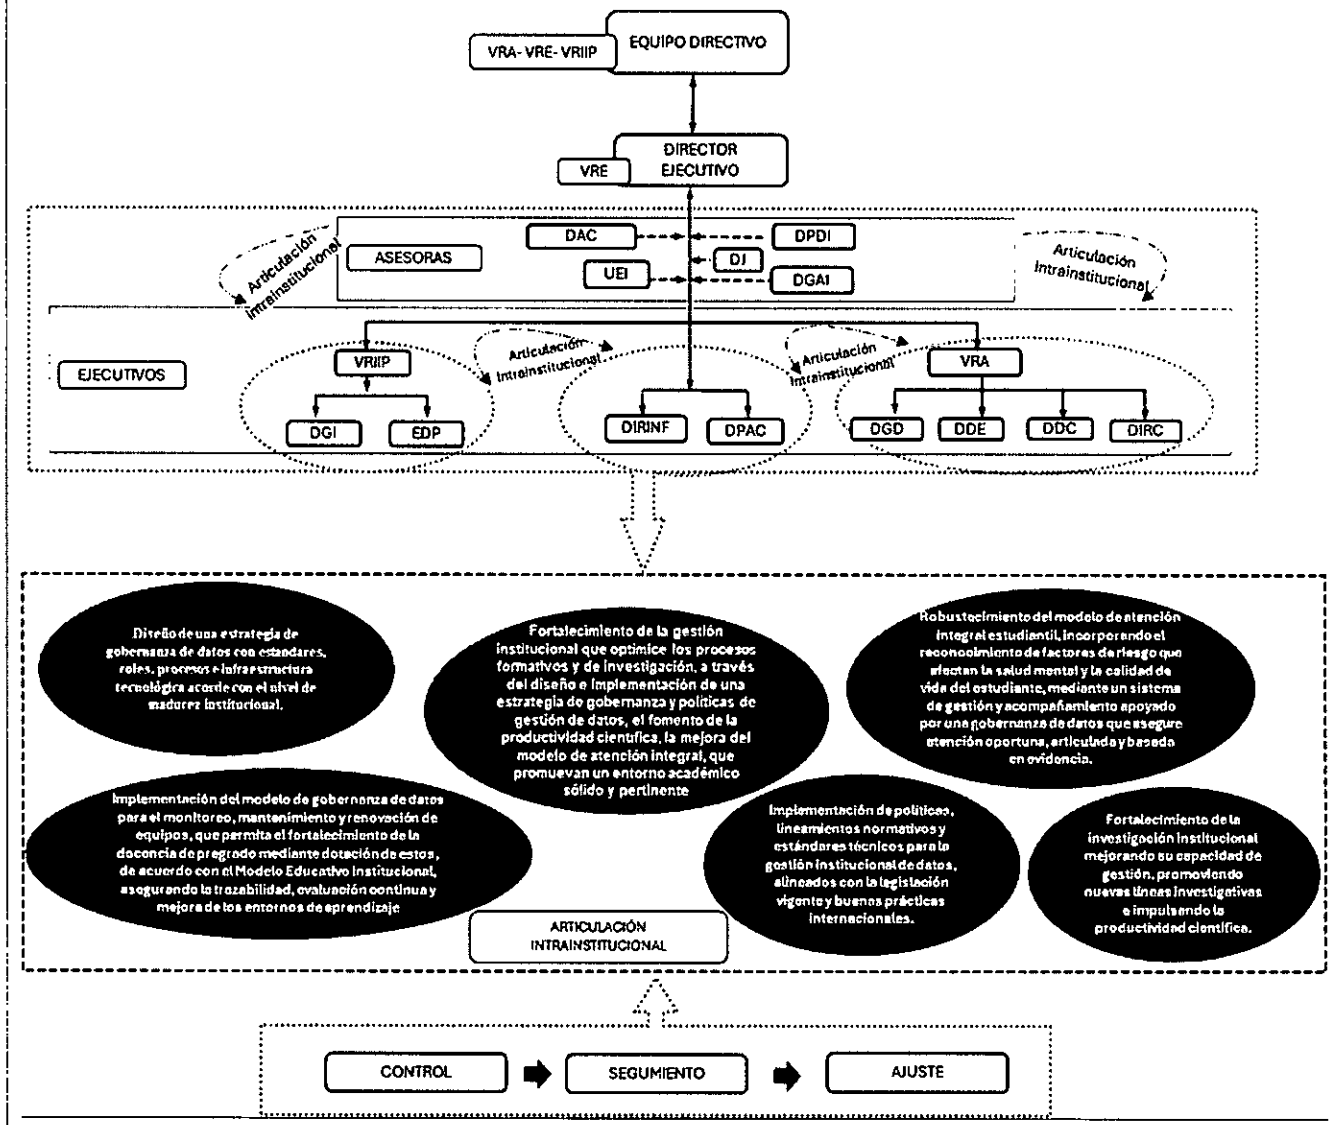 EQUIPO DIRECTIVO
VRA- VRE- VRIIP
DIRECTOR
EJECUTIVO
VRE
Articulación
Intrainstitucional
ASESORAS
DAC
DPDI
DJ
UEI
DGAI
Articulación
Intrainstitucional
EJECUTIVOS
VRIIP
Articulación
Intrainstitucional
Articulación
Intrainstitucional
VRA
DGI
EDP
DIRINF
DPAC
DGD
DDE
DDC
DIRC
Diseño de una estrategia de
gobernanza de datos con estándares,
roles, procesos e infraestructura
tecnológica acorde con el nivel de
madurez institucional.
Fortalecimiento de la gestión
institucional que optimice los procesos
formativos y de investigación, a través
del diseño e implementación de una
estrategia de gobernanza y políticas de
gestión de datos, el fomento de la
productividad científica, la mejora del
modelo de atención integral, que
promuevan un entorno académico
sólido y pertinente
Robustecimiento del modelo de atención
integral estudiantil, incorporando el
reconocimiento de factores de riesgo que
afectan la salud mental y la calidad de
vida del estudiante, mediante un sistema
de gestión y acompañamiento apoyado
por una gobernanza de datos que asegure
atención oportuna, articulada y basada
en evidencia.
Implementación del modelo de gobernanza de datos
para el monitoreo, mantenimiento y renovación de
equipos, que permita el fortalecimiento de la
docencia de pregrado mediante dotación de estos,
de acuerdo con el Modelo Educativo Institucional,
asegurando la trazabilidad, evaluación continua y
mejora de los entornos de aprendizaje
Implementación de políticas,
lineamientos normativos y
estándares técnicos para la
gestión institucional de datos,
alineados con la legislación
vigente y buenas prácticas
internacionales.
Fortalecimiento de la
investigación institucional
mejorando su capacidad de
gestión, promoviendo
nuevas líneas investigativas
e impulsando la
productividad científica.
ARTICULACIÓN
INTRAINSTITUCIONAL
CONTROL
SEGUMIENTO
AJUSTE